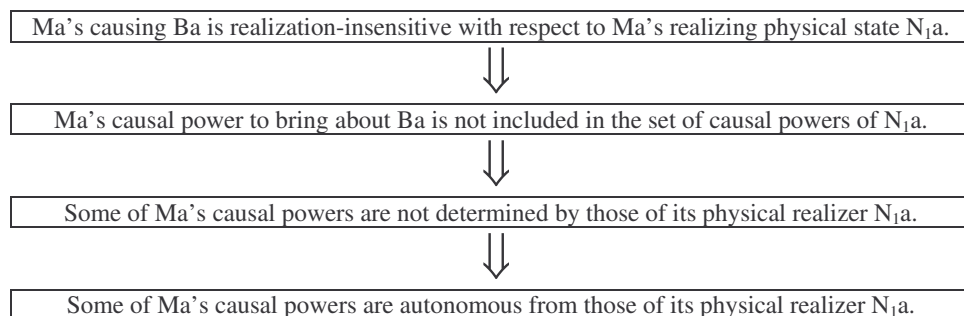 Ma’s causing Ba is realization-insensitive with respect to Ma’s realizing physical state N₁a.
Ma’s causal power to bring about Ba is not included in the set of causal powers of N₁a.
Some of Ma’s causal powers are not determined by those of its physical realizer N₁a.
Some of Ma’s causal powers are autonomous from those of its physical realizer N₁a.